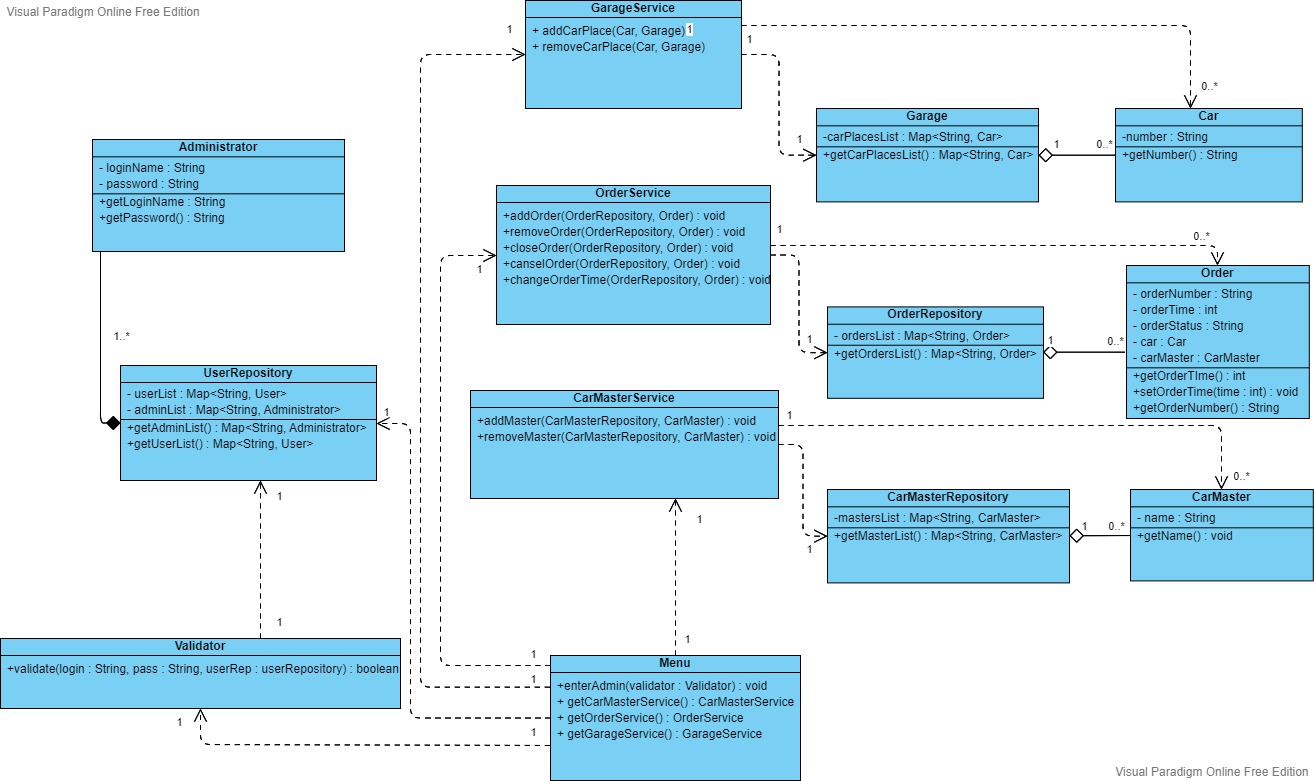 Visual Paradigm Online Free Edition
GarageService
+ addCarPlace(Car, Garage)
+ removeCarPlace(Car, Garage)
1
1
1
1
0..*
Garage
-carPlacesList : Map<String, Car>
+getCarPlacesList() : Map<String, Car>
1
0..*
Car
-number : String
+getNumber() : String
Administrator
- loginName : String
- password : String
+getLoginName : String
+getPassword() : String
1..*
OrderService
+addOrder(OrderRepository, Order) : void
+removeOrder(OrderRepository, Order) : void
+closeOrder(OrderRepository, Order) : void
+canselOrder(OrderRepository, Order) : void
+changeOrderTime(OrderRepository, Order) : void
1
1
0..*
1
OrderRepository
- ordersList : Map<String, Order>
+getOrdersList() : Map<String, Order>
1
0..*
Order
- orderNumber : String
- orderTime : int
- orderStatus : String
- car : Car
- carMaster : CarMaster
+getOrderTIme() : int
+setOrderTime(time : int) : void
+getOrderNumber() : String
UserRepository
- userList : Map<String, User>
- adminList : Map<String, Administrator>
+getAdminList() : Map<String, Administrator>
+getUserList() : Map<String, User>
1
1
CarMasterService
+addMaster(CarMasterRepository, CarMaster) : void
+removeMaster(CarMasterRepository, CarMaster) : void
1
0..*
1
1
CarMasterRepository
-mastersList : Map<String, CarMaster>
+getMasterList() : Map<String, CarMaster>
1
0..*
CarMaster
- name : String
+getName() : void
1
Validator
+validate(login : String, pass : String, userRep : userRepository) : boolean
1
1
1
1
1
Menu
+enterAdmin(validator : Validator) : void
+ getCarMasterService() : CarMasterService
+ getOrderService() : OrderService
+ getGarageService() : GarageService
1
Visual Paradigm Online Free Edition